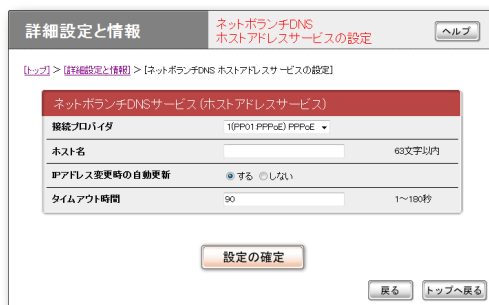 詳細設定と情報
ネットボランチDNS
ホストアドレスサービスの設定
ヘルプ
[トップ] > [詳細設定と情報] > [ネットボランチDNS ホストアドレスサービスの設定]
ネットボランチDNSサービス (ホストアドレスサービス)
接続プロバイダ 1(PP01:PPPoE) PPPoE
ホスト名 63文字以内
IPアドレス変更時の自動更新 する しない
タイムアウト時間 90 1～180秒
設定の確定
戻る トップへ戻る